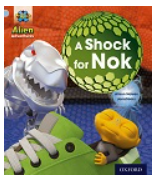 Alien
Adventures
A Shock
for Nok
OXFORD